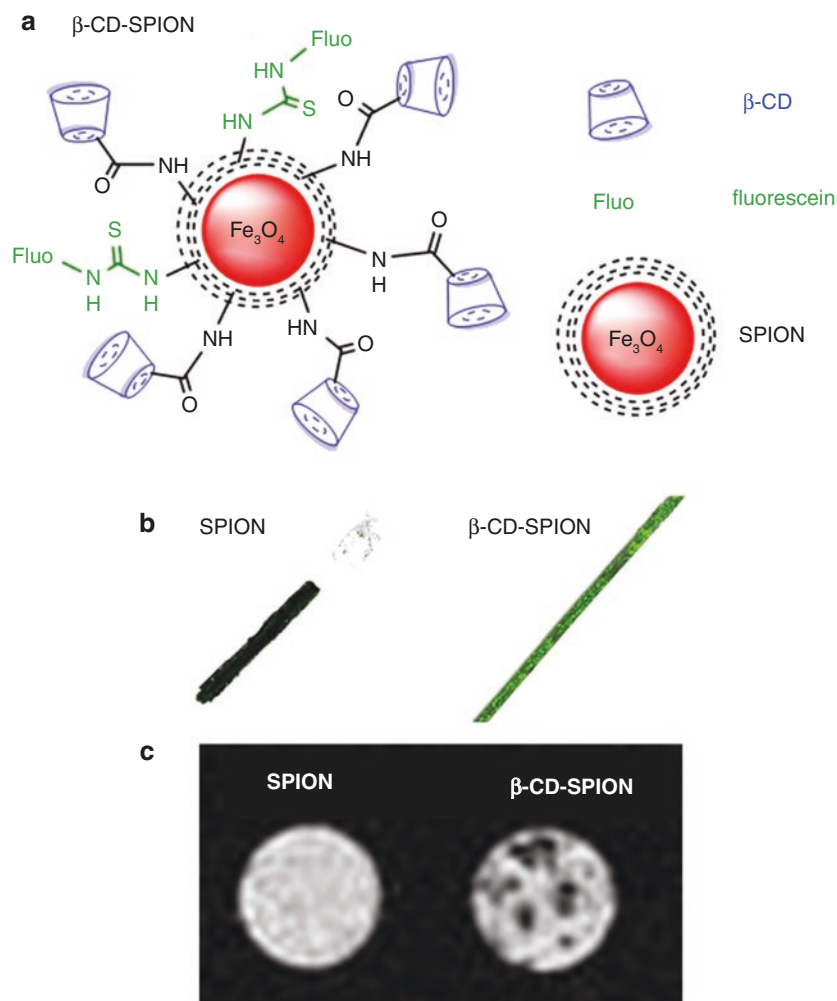 a
β-CD-SPION
Fluo
HN
S
HN
O
NH
O
NH
O
N
H
Fe3O4
S
Fluo
N
H
N
H
NH
O
HN
O
β-CD
Fluo
fluorescein
Fe3O4
SPION
b
SPION
β-CD-SPION
c
SPION
β-CD-SPION